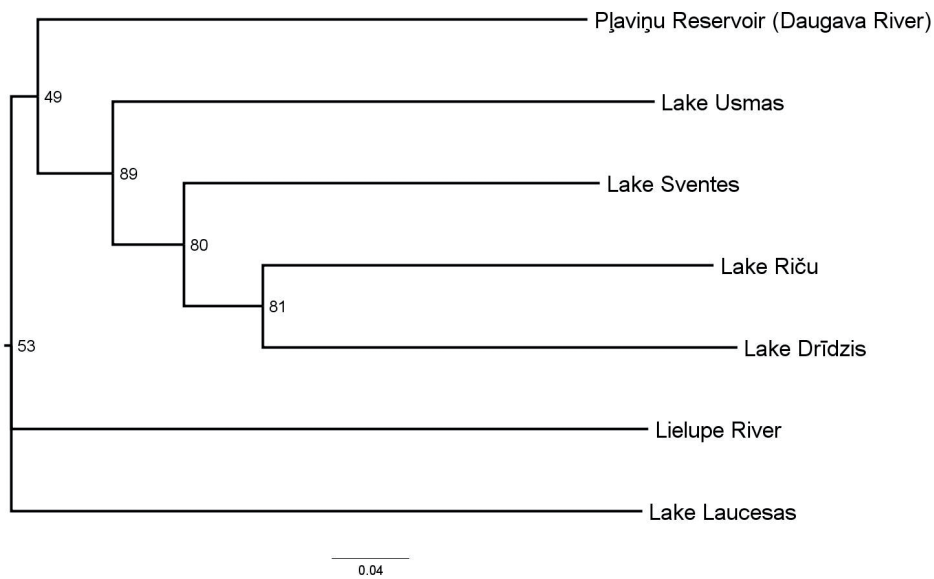 Pļaviņu Reservoir (Daugava River)
49
Lake Usmas
89
Lake Sventes
80
Lake Riču
81
Lake Drīdzis
53
Lielupe River
Lake Laucesas
0.04